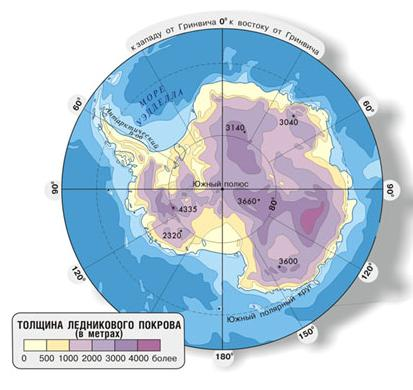 к западу от Гринвича 0° к востоку от Гринвича
МОРЕ
УЭДДЕЛЛА
60°
60°
Антарктический
п-ов
3140
3040
90°
Южный полюс
90°
4335
3660
80°
2320
3600
120°
120°
Южный полярный круг
150°
180°
ТОЛЩИНА ЛЕДНИКОВОГО ПОКРОВА
(в метрах)
0 500 1000 2000 3000 4000 более